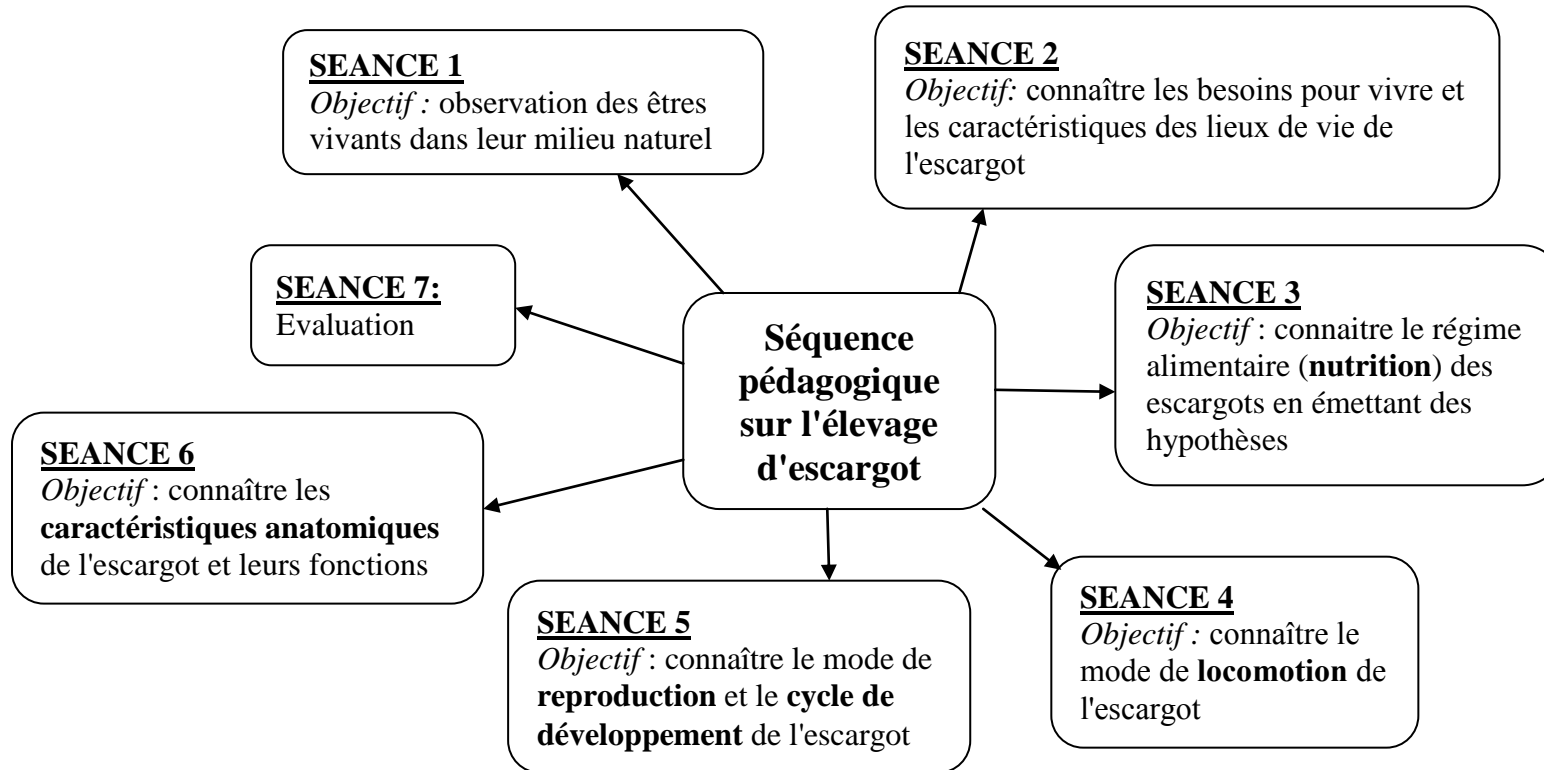 SEANCE 1
Objectif : observation des êtres
vivants dans leur milieu naturel
SEANCE 2
Objectif: connaître les besoins pour vivre et
les caractéristiques des lieux de vie de
l'escargot
SEANCE 7:
Evaluation
Séquence
pédagogique
sur l'élevage
d'escargot
SEANCE 3
Objectif : connaitre le régime
alimentaire (nutrition) des
escargots en émettant des
hypothèses
SEANCE 6
Objectif : connaître les
caractéristiques anatomiques
de l'escargot et leurs fonctions
SEANCE 5
Objectif : connaître le mode de
reproduction et le cycle de
développement de l'escargot
SEANCE 4
Objectif : connaître le
mode de locomotion de
l'escargot